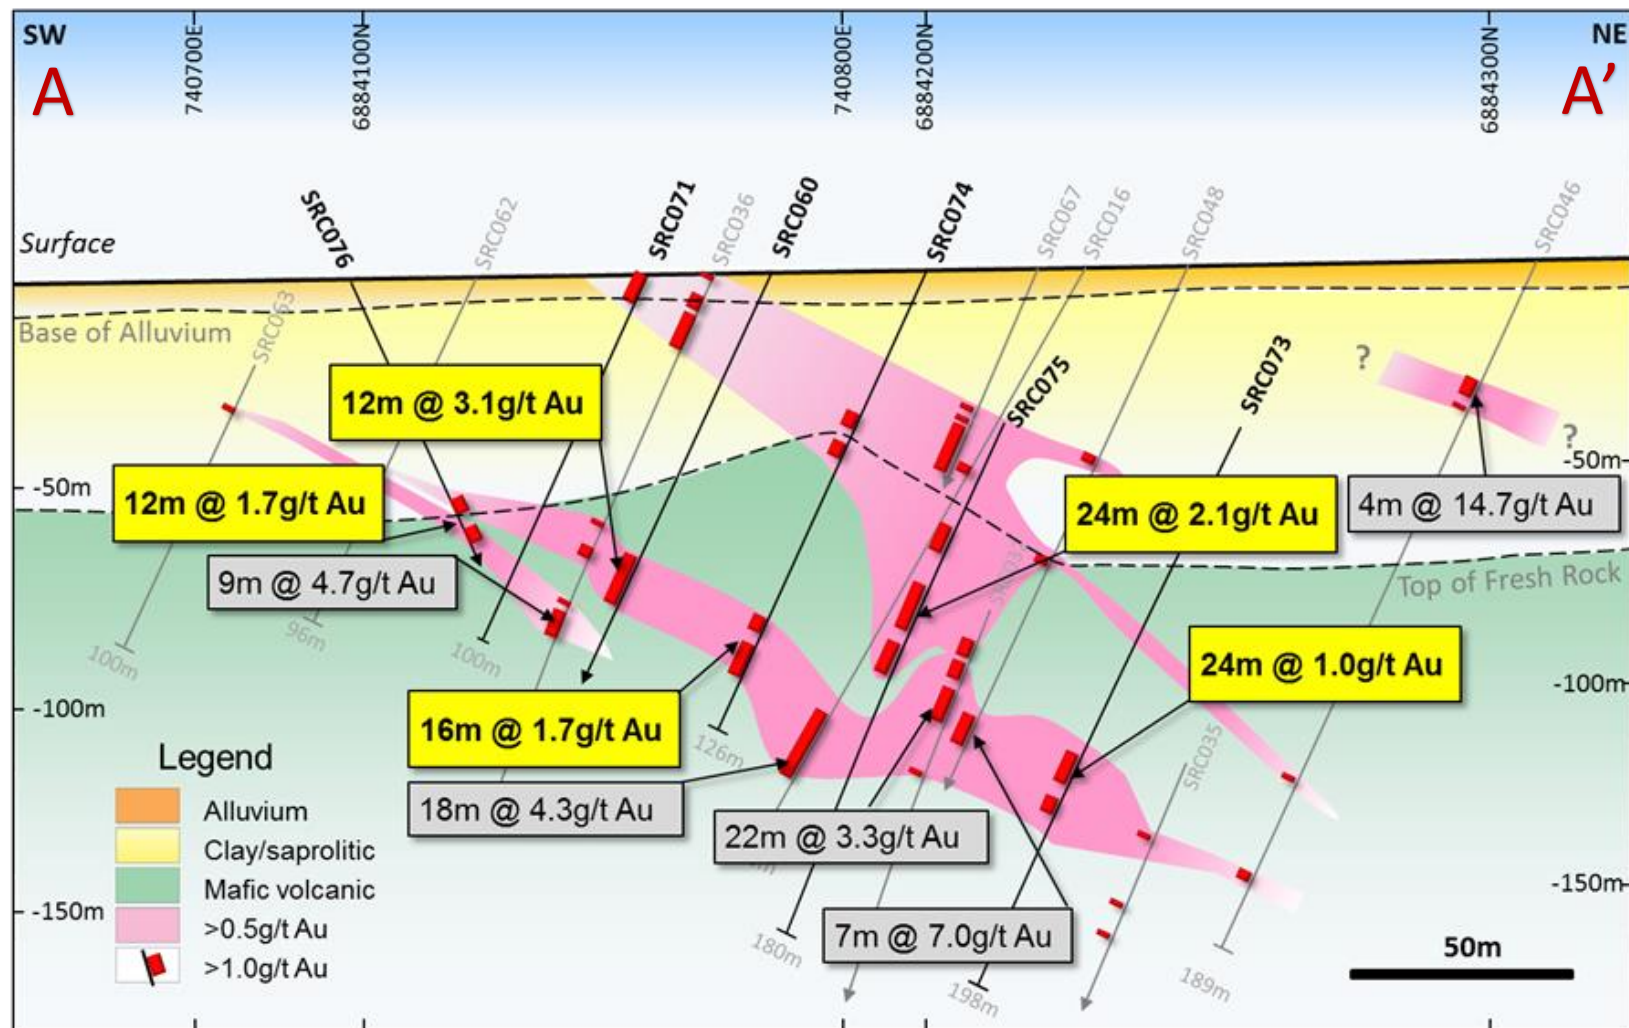 SW
NE
A
A’
740700E
6884100N
740800E
6884200N
6884300N
SRC076
SRC062
SRC071
SRC036
SRC060
SRC074
SRC067
SRC016
SRC048
SRC046
Surface
SRC063
Base of Alluvium
SRC075
SRC073
?
?
12m @ 3.1g/t Au
-50m
-50m
12m @ 1.7g/t Au
24m @ 2.1g/t Au
4m @ 14.7g/t Au
9m @ 4.7g/t Au
Top of Fresh Rock
96m
100m
100m
24m @ 1.0g/t Au
-100m
-100m
16m @ 1.7g/t Au
126m
SRC035
Legend
18m @ 4.3g/t Au
22m @ 3.3g/t Au
Alluvium
Clay/saprolitic
Mafic volcanic
>0.5g/t Au
>1.0g/t Au
-150m
-150m
7m @ 7.0g/t Au
180m
198m
189m
50m